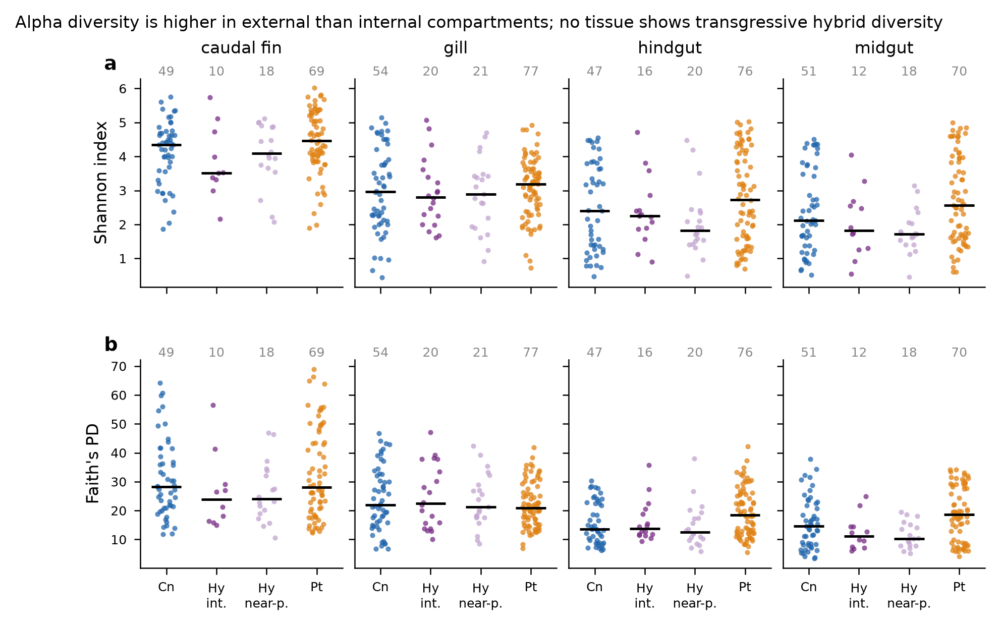 Alpha diversity is higher in external than internal compartments; no tissue shows transgressive hybrid diversity
caudal fin gill hindgut midgut
a
49 10 18 69 54 20 21 77 47 16 20 76 51 12 18 70
Shannon index
6
5
4
3
2
1
b
49 10 18 69 54 20 21 77 47 16 20 76 51 12 18 70
Faith's PD
70
60
50
40
30
20
10
Cn Hy Hy Pt Cn Hy Hy Pt Cn Hy Hy Pt Cn Hy Hy Pt
int. near-p. int. near-p. int. near-p. int. near-p.